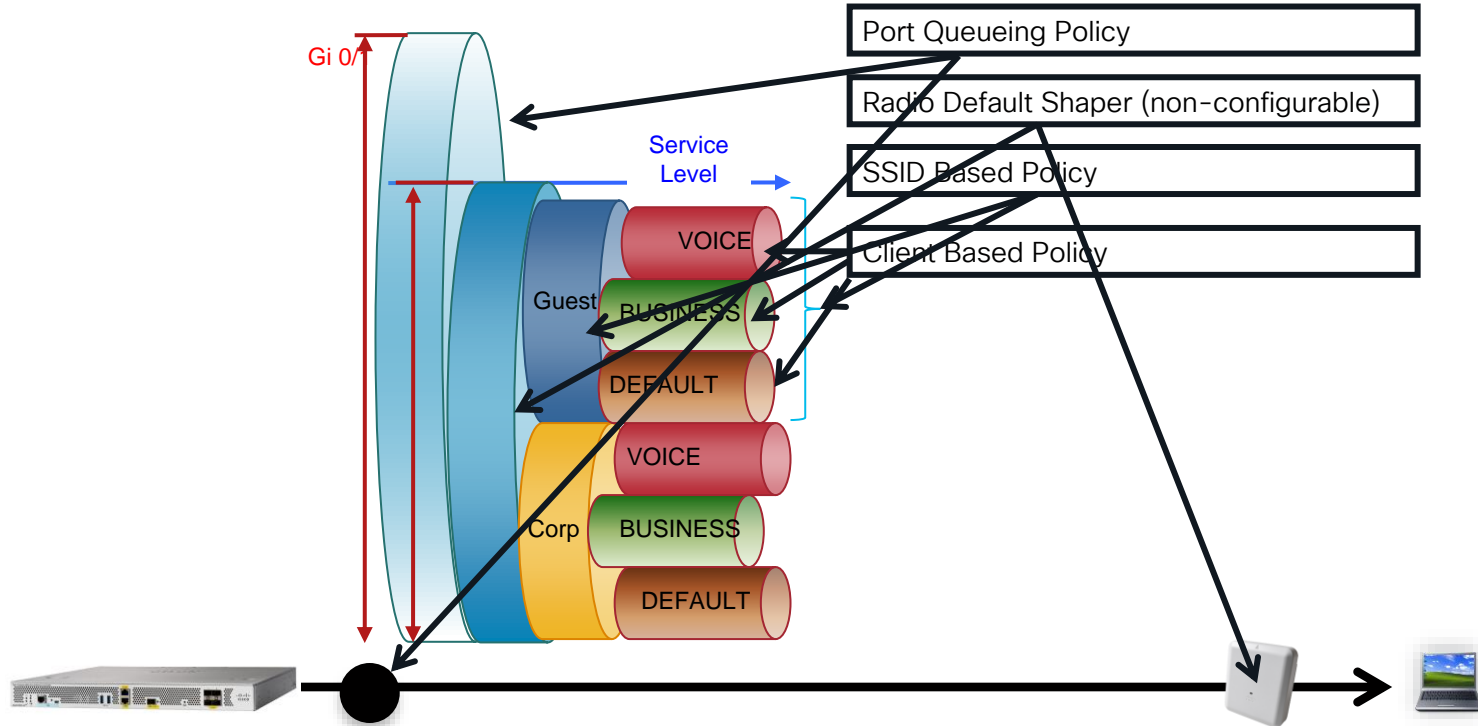 Port Queueing Policy
Gi 0/
Radio Default Shaper (non-configurable)
Service
Level
SSID Based Policy
VOICE
Client Based Policy
Guest
BUSINESS
DEFAULT
VOICE
Corp
BUSINESS
DEFAULT